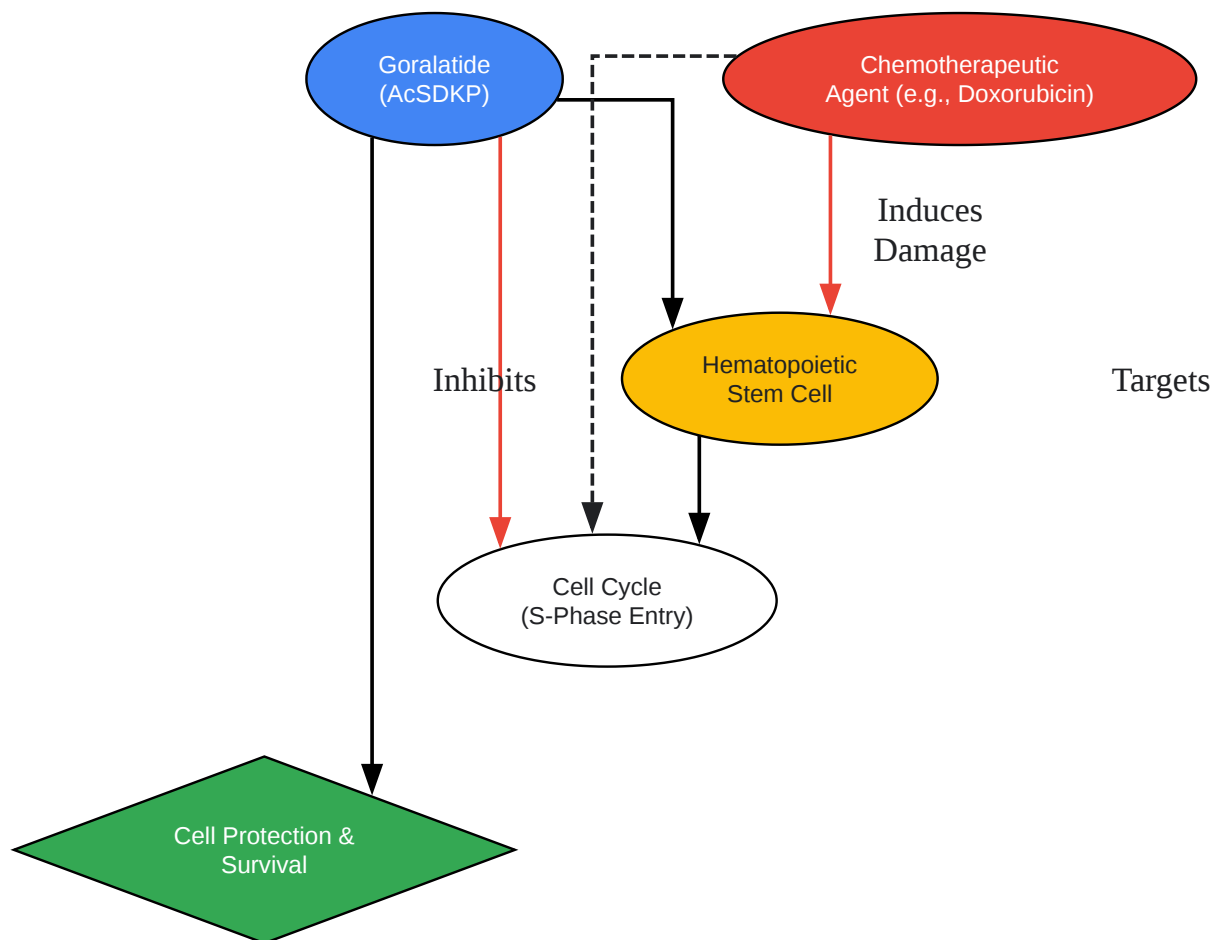 Goralatide
(AcSDKP)
Chemotherapeutic
Agent (e.g., Doxorubicin)
Induces
Damage
Inhibits
Hematopoietic
Stem Cell
Targets
Cell Cycle
(S-Phase Entry)
Cell Protection &
Survival